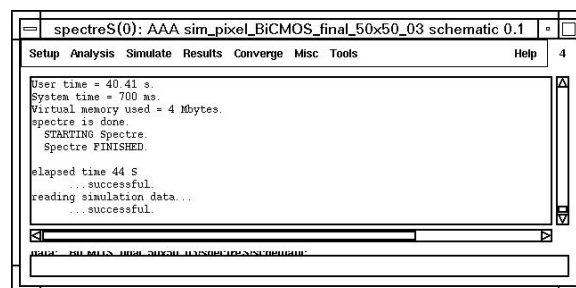 spectreS(0): AAA sim_pixel_BiCMOS_final_50x50_03 schematic 0.1
Setup Analysis Simulate Results Converge Misc Tools Help 4
User time = 40.41 s.
System time = 700 ms.
Virtual memory used = 4 Mbytes.
spectre is done.
STARTING Spectre.
Spectre FINISHED.
elapsed time 44 S
...successful.
reading simulation data...
...successful.